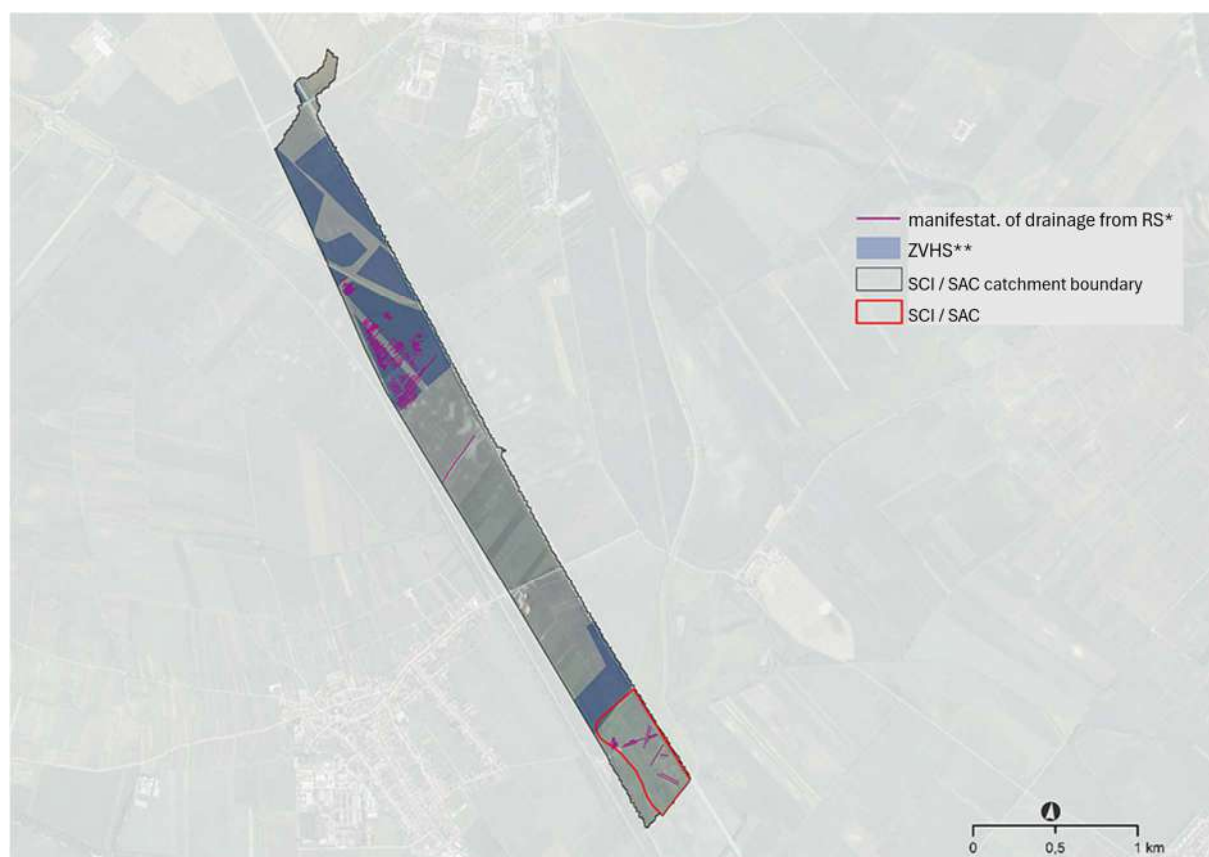 manifestat. of drainage from RS*
ZVHS**
SCI / SAC catchment boundary
SCI / SAC
0 0,5 1 km